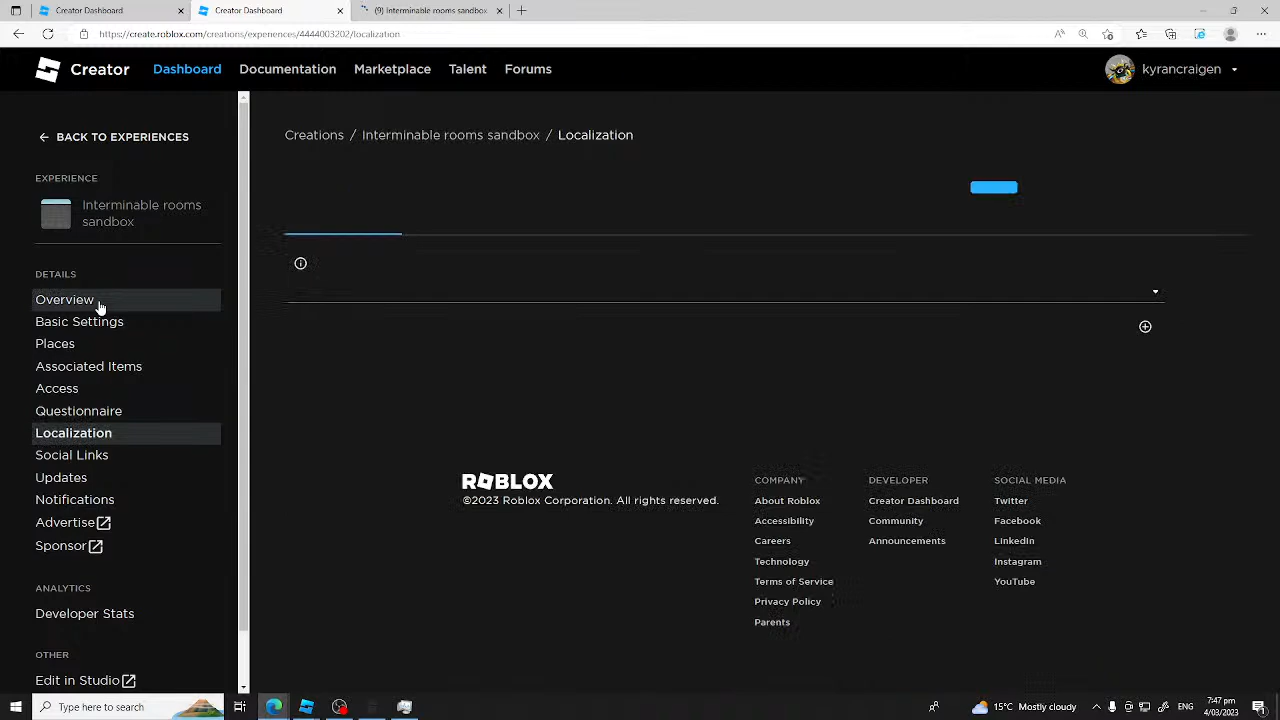 Creator Dashboard
Creator Dashboard
(9) Interminable rooms sandbox
https://create.roblox.com/creations/experiences/4444003202/localization
Creator
Dashboard
Documentation
Marketplace
Talent
Forums
kyrancraigen
BACK TO EXPERIENCES
EXPERIENCE
Interminable rooms
sandbox
DETAILS
Overview
Basic Settings
Places
Associated Items
Access
Questionnaire
Localization
Social Links
Updates
Notifications
Advertise
Sponsor
ANALYTICS
Developer Stats
OTHER
Edit in Studio
Creations / Interminable rooms sandbox / Localization
ROBLOX
©2023 Roblox Corporation. All rights reserved.
COMPANY
About Roblox
Accessibility
Careers
Technology
Terms of Service
Privacy Policy
Parents
DEVELOPER
Creator Dashboard
Community
Announcements
SOCIAL MEDIA
Twitter
Facebook
LinkedIn
Instagram
YouTube
Type here to search
15°C Mostly cloudy
ENG
7:47 pm
4/03/2023